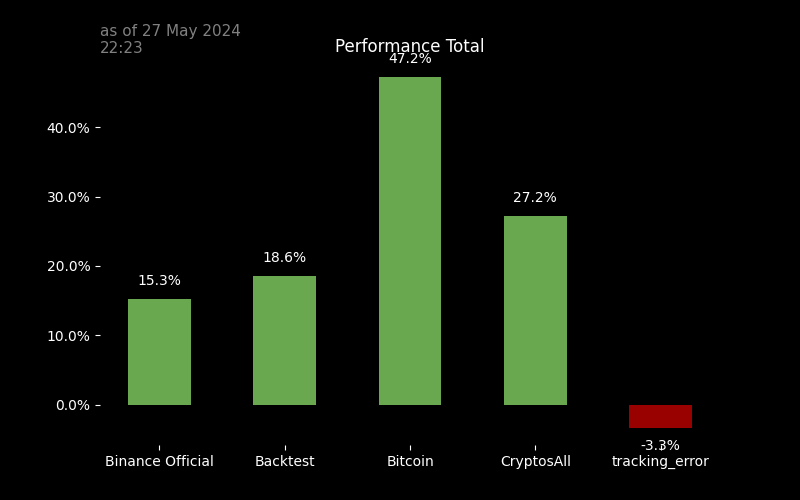 as of 27 May 2024
22:23
Performance Total
47.2%
40.0%
30.0%
27.2%
20.0%
18.6%
15.3%
10.0%
0.0%
-3.3%
Binance Official
Backtest
Bitcoin
CryptosAll
tracking_error